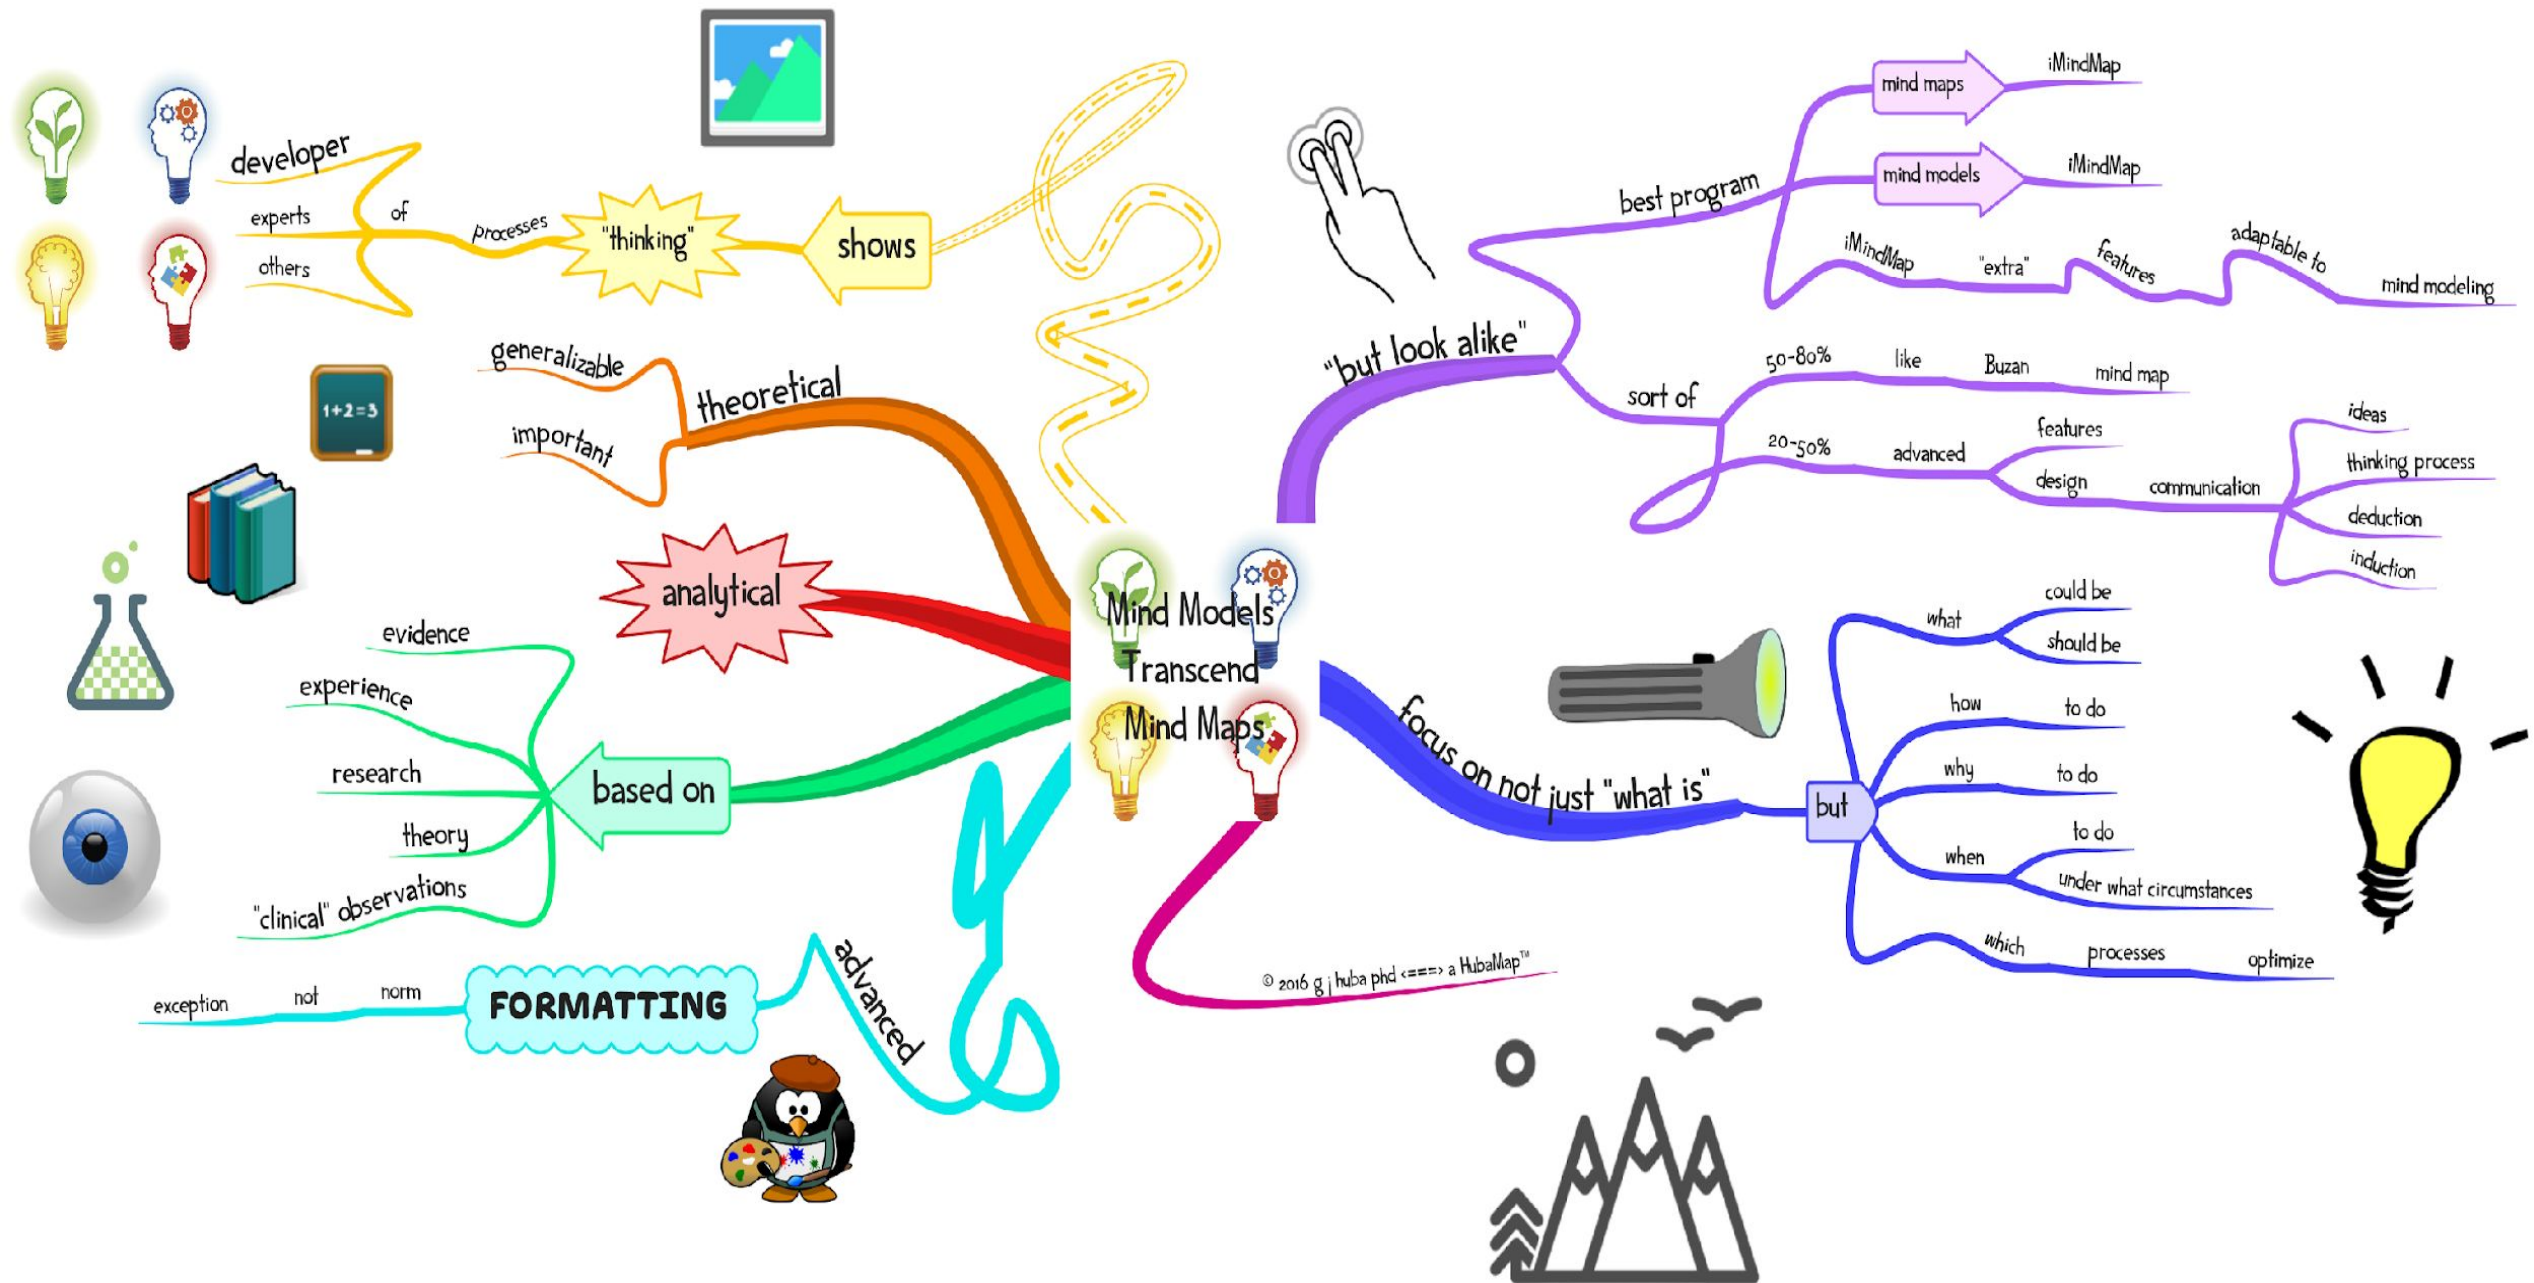 Mind Models
Transcend
Mind Maps
"but look alike"
best program
mind maps
iMindMap
mind models
iMindMap
iMindMap
"extra"
features
adaptable to
mind modeling
sort of
50-80%
like
Buzan
mind map
20-50%
advanced
features
design
communication
ideas
thinking process
deduction
induction
focus on not just "what is"
but
what
could be
should be
how
to do
why
to do
when
to do
under what circumstances
which
processes
optimize
© 2016 g j huba phd <===> a HubaMap™
advanced
FORMATTING
norm
not
exception
based on
evidence
experience
research
theory
"clinical" observations
analytical
theoretical
generalizable
important
1+2=3
shows
"thinking"
processes
of
developer
experts
others